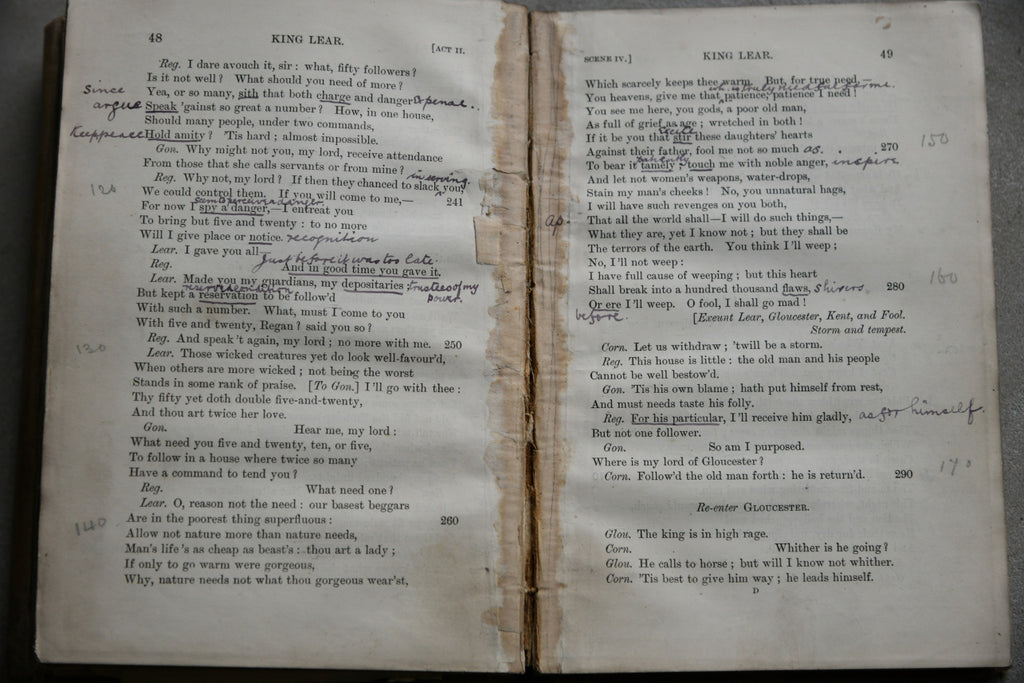 48 KING LEAR. [ACT II.
Reg. I dare avouch it, sir : what, fifty followers ?
Is it not well ? What should you need of more ?
Since
Yea, or so many, sith that both charge and danger expense.
argue
Speak 'gainst so great a number ? How, in one house,
Should many people, under two commands,
Keep peace Hold amity ? 'Tis hard ; almost impossible.
Gon. Why might not you, my lord, receive attendance
From those that she calls servants or from mine ?
in serving
Reg. Why not, my lord ? If then they chanced to slack you,
120
We could control them. If you will come to me,— 241
For now I spy a danger,—I entreat you
To bring but five and twenty : to no more
Will I give place or notice. recognition
Lear. I gave you all—
Just before it was too late.
Reg. And in good time you gave it.
Lear. Made you my guardians, my depositaries trustees of my
power.
But kept a reservation to be follow'd
With such a number. What, must I come to you
With five and twenty, Regan ? said you so ?
Reg. And speak 't again, my lord ; no more with me. 250
130
Lear. Those wicked creatures yet do look well-favour'd,
When others are more wicked ; not being the worst
Stands in some rank of praise. [To Gon.] I'll go with thee :
Thy fifty yet doth double five-and-twenty,
And thou art twice her love.
Gon. Hear me, my lord :
What need you five and twenty, ten, or five,
To follow in a house where twice so many
Have a command to tend you ?
Reg. What need one ?
Lear. O, reason not the need : our basest beggars
140
Are in the poorest thing superfluous : 260
Allow not nature more than nature needs,
Man's life 's as cheap as beast's : thou art a lady ;
If only to go warm were gorgeous,
Why, nature needs not what thou gorgeous wear'st,
SCENE IV.] KING LEAR. 49
Which scarcely keeps thee warm. But, for true need,—
You heavens, give me that patience, patience I need !
You see me here, you gods, a poor old man,
As full of grief as age ; wretched in both !
If it be you that stir these daughters' hearts
150
Against their father, fool me not so much as. 270
To bear it tamely ; touch me with noble anger, inspire
And let not women's weapons, water-drops,
Stain my man's cheeks ! No, you unnatural hags,
I will have such revenges on you both,
ap.
That all the world shall—I will do such things,—
What they are, yet I know not ; but they shall be
The terrors of the earth. You think I'll weep ;
No, I'll not weep :
I have full cause of weeping ; but this heart
160
Shall break into a hundred thousand flaws, shivers 280
Or ere I'll weep. O fool, I shall go mad !
before.
[Exeunt Lear, Gloucester, Kent, and Fool.
Storm and tempest.
Corn. Let us withdraw ; 'twill be a storm.
Reg. This house is little : the old man and his people
Cannot be well bestow'd.
Gon. 'Tis his own blame ; hath put himself from rest,
And must needs taste his folly.
Reg. For his particular, I'll receive him gladly, as for himself.
But not one follower.
Gon. So am I purposed.
Where is my lord of Gloucester ?
170
Corn. Follow'd the old man forth : he is return'd. 290
Re-enter GLOUCESTER.
Glou. The king is in high rage.
Corn. Whither is he going ?
Glou. He calls to horse ; but will I know not whither.
Corn. 'Tis best to give him way ; he leads himself.
D